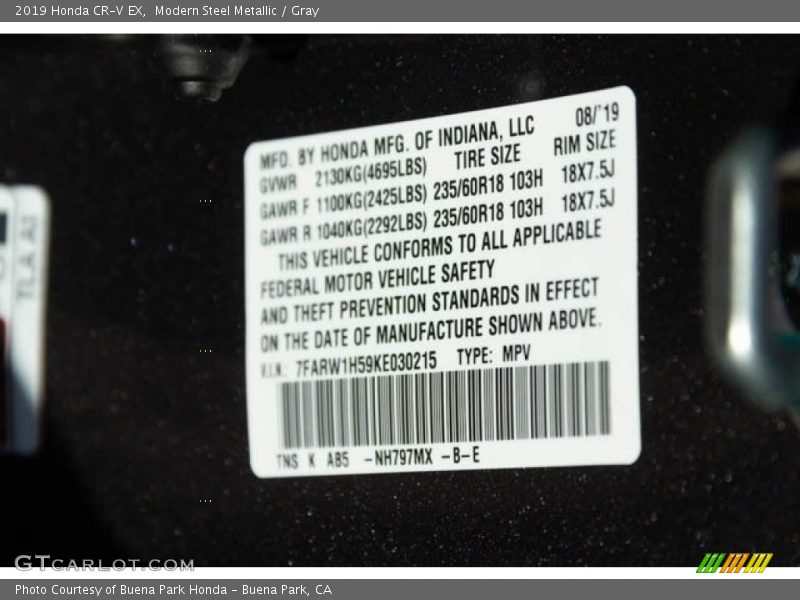 2019 Honda CR-V EX, Modern Steel Metallic / Gray
MFD. BY HONDA MFG. OF INDIANA, LLC 08/'19
GVWR 2130KG(4695LBS) TIRE SIZE RIM SIZE
GAWR F 1100KG(2425LBS) 235/60R18 103H 18X7.5J
GAWR R 1040KG(2292LBS) 235/60R18 103H 18X7.5J
THIS VEHICLE CONFORMS TO ALL APPLICABLE
FEDERAL MOTOR VEHICLE SAFETY
AND THEFT PREVENTION STANDARDS IN EFFECT
ON THE DATE OF MANUFACTURE SHOWN ABOVE.
V.I.N.: 7FARW1H59KE030215 TYPE: MPV
TNS K AB5 -NH797MX -B-E
GTCARLOT.COM
Photo Courtesy of Buena Park Honda - Buena Park, CA